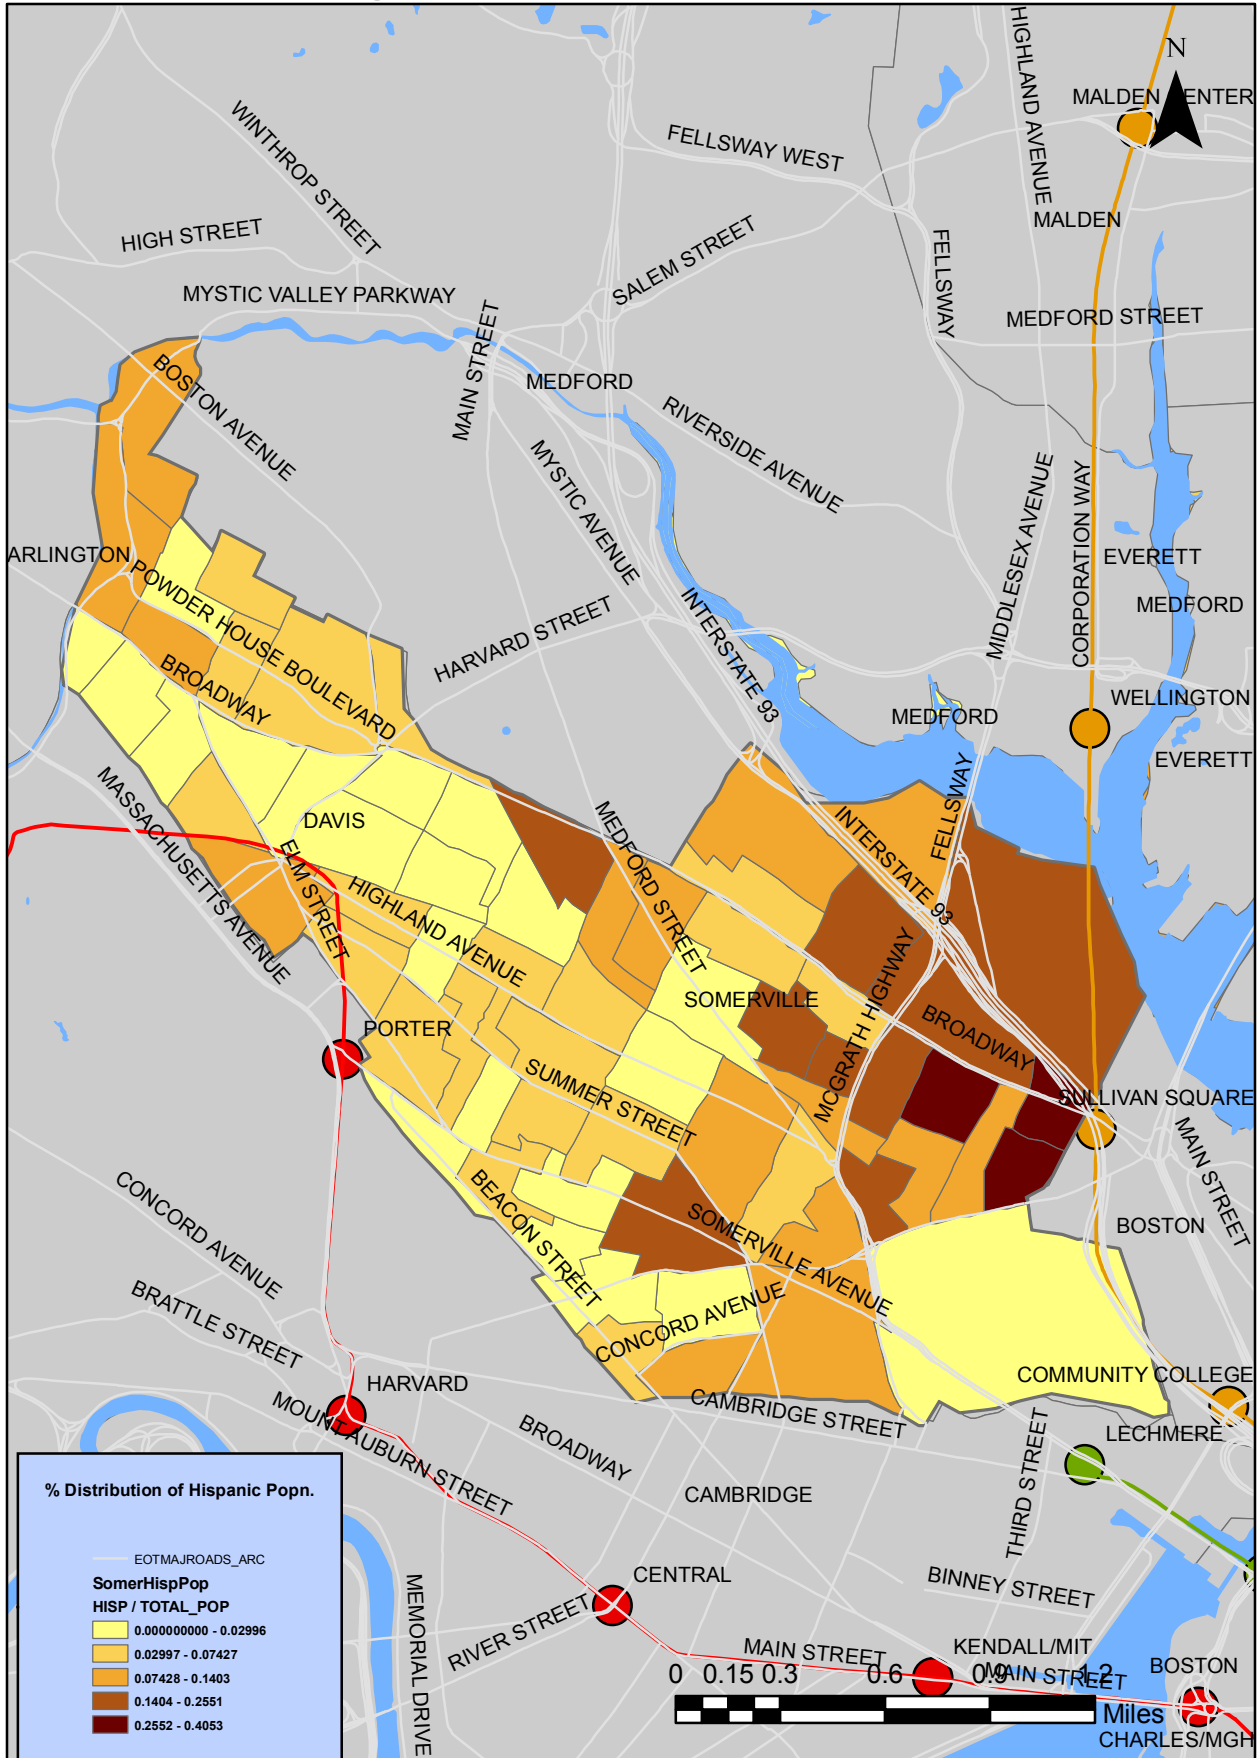 HIGHLAND AVENUE
N
MALDEN CENTER
WINTHROP STREET
FELLSWAY WEST
MALDEN
HIGH STREET
SALEM STREET
FELLSWAY
MYSTIC VALLEY PARKWAY
MEDFORD STREET
MAIN STREET
BOSTON AVENUE
MEDFORD
RIVERSIDE AVENUE
MYSTIC AVENUE
MIDDLESEX AVENUE
CORPORATION WAY
ARLINGTON
EVERETT
POWDER HOUSE BOULEVARD
INTERSTATE 93
MEDFORD
HARVARD STREET
BROADWAY
WELLINGTON
MEDFORD
EVERETT
MASSACHUSETTS AVENUE
DAVIS
MEDFORD STREET
INTERSTATE 93
FELLSWAY
ELM STREET
HIGHLAND AVENUE
SOMERVILLE
MCGRATH HIGHWAY
BROADWAY
PORTER
SUMMER STREET
SULLIVAN SQUARE
MAIN STREET
CONCORD AVENUE
BEACON STREET
SOMERVILLE AVENUE
BOSTON
BRATTLE STREET
CONCORD AVENUE
COMMUNITY COLLEGE
HARVARD
CAMBRIDGE STREET
MOUNT AUBURN STREET
BROADWAY
LECHMERE
THIRD STREET
CAMBRIDGE
CENTRAL
BINNEY STREET
MEMORIAL DRIVE
RIVER STREET
MAIN STREET
KENDALL/MIT
MAIN STREET
BOSTON
CHARLES/MGH
0 0.15 0.3 0.6 0.9 1.2
Miles
% Distribution of Hispanic Popn.
EOTMAJROADS_ARC
SomerHispPop
HISP / TOTAL_POP
0.000000000 - 0.02996
0.02997 - 0.07427
0.07428 - 0.1403
0.1404 - 0.2551
0.2552 - 0.4053